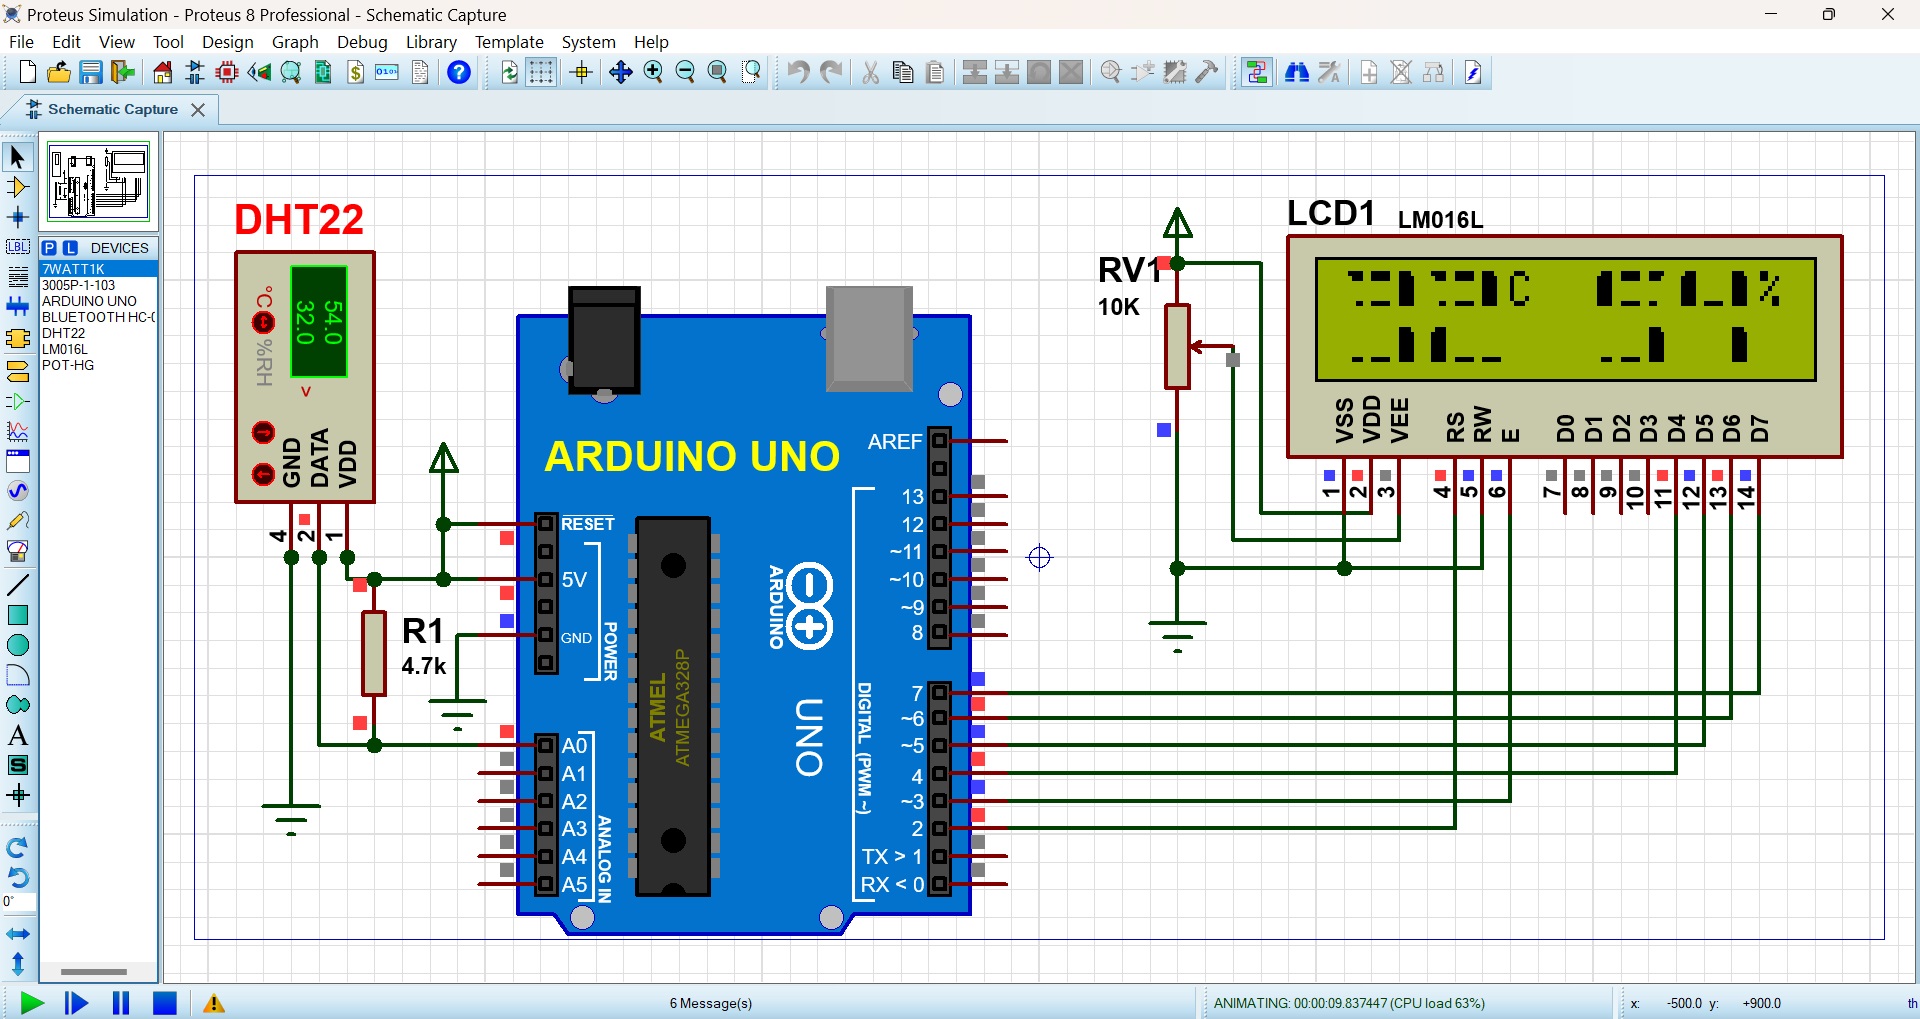 Proteus Simulation - Proteus 8 Professional - Schematic Capture
File Edit View Tool Design Graph Debug Library Template System Help
Schematic Capture
P L DEVICES
7WATT1K
3005P-1-103
ARDUINO UNO
BLUETOOTH HC-
DHT22
LM016L
POT-HG
LBL
A
S
0°
DHT22
°C
%RH
54.0
32.0
>
GND
DATA
VDD
4
2
1
R1
4.7k
ARDUINO UNO
RESET
5V
GND
POWER
A0
A1
A2
A3
A4
A5
ANALOG IN
ATMEL
ATMEGA328P
ARDUINO
UNO
AREF
13
12
~11
~10
~9
8
7
~6
~5
4
~3
2
TX > 1
RX < 0
DIGITAL (PWM ~)
RV1
10K
LCD1 LM016L
VSS
VDD
VEE
RS
RW
E
D0
D1
D2
D3
D4
D5
D6
D7
1
2
3
4
5
6
7
8
9
10
11
12
13
14
6 Message(s)
ANIMATING: 00:00:09.837447 (CPU load 63%)
x: -500.0 y: +900.0 th